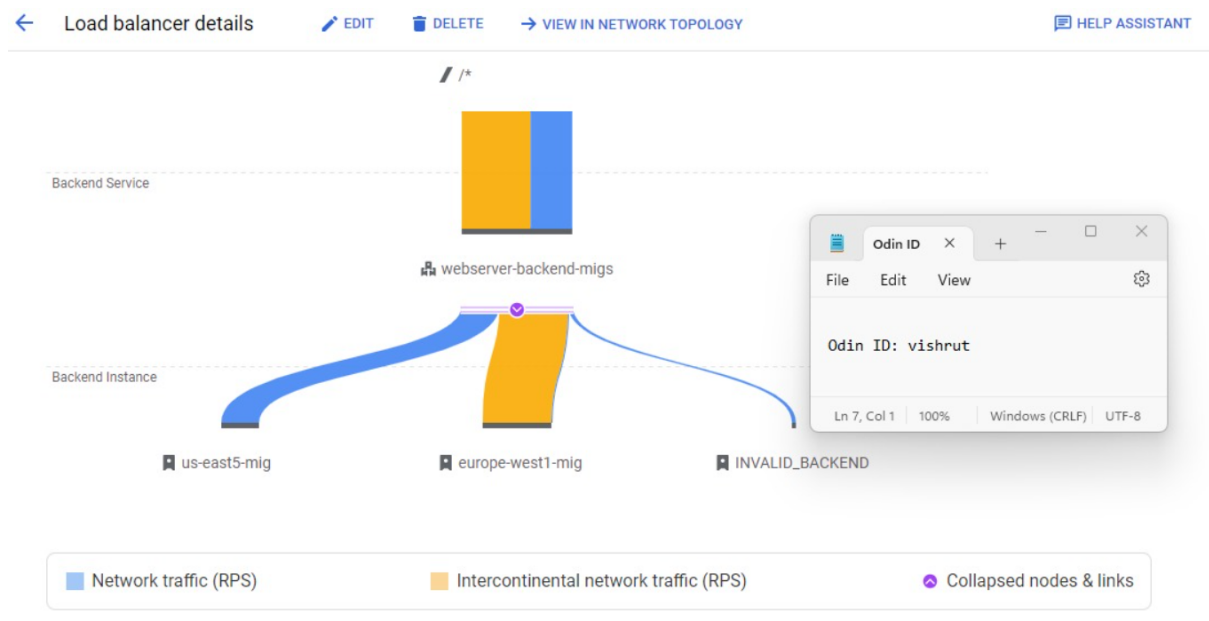 Load balancer details EDIT DELETE VIEW IN NETWORK TOPOLOGY HELP ASSISTANT
/*
Backend Service
webserver-backend-migs
Backend Instance
us-east5-mig europe-west1-mig INVALID_BACKEND
Odin ID
File Edit View
Odin ID: vishrut
Ln 7, Col 1 100% Windows (CRLF) UTF-8
Network traffic (RPS) Intercontinental network traffic (RPS) Collapsed nodes & links